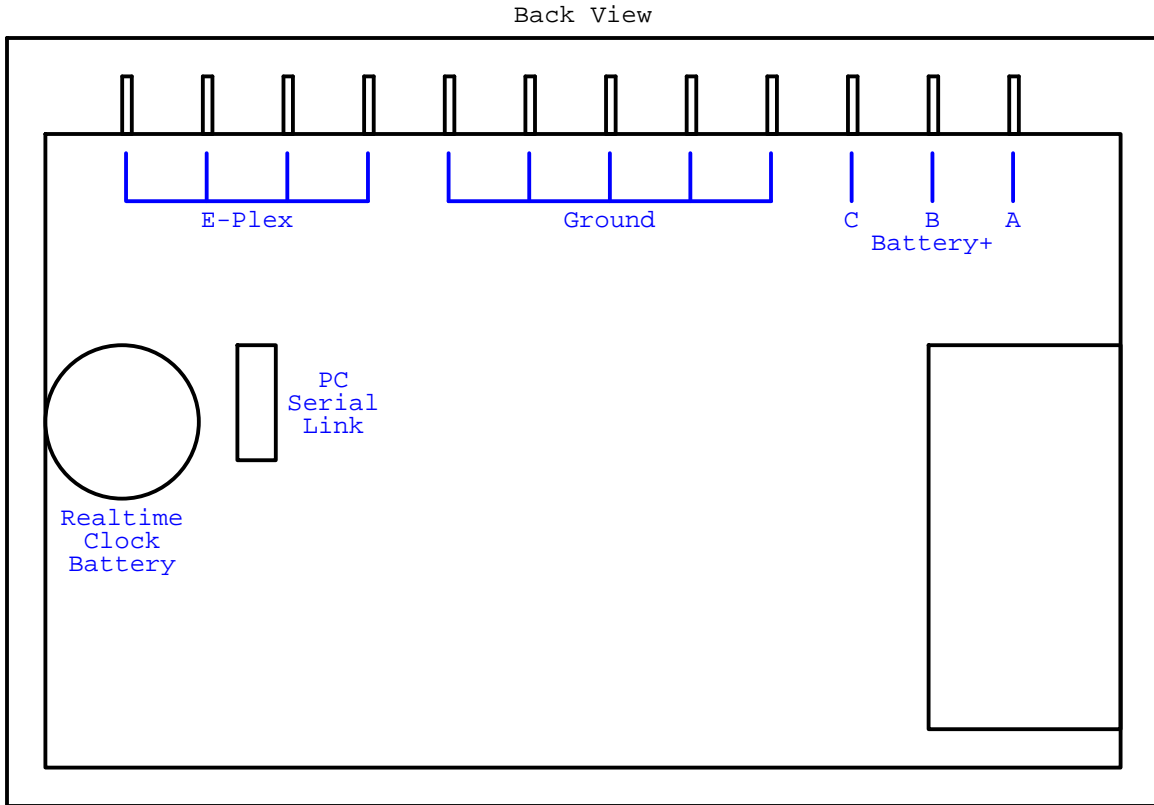 Back View
E-Plex
Ground
C B A
Battery+
PC
Serial
Link
Realtime
Clock
Battery